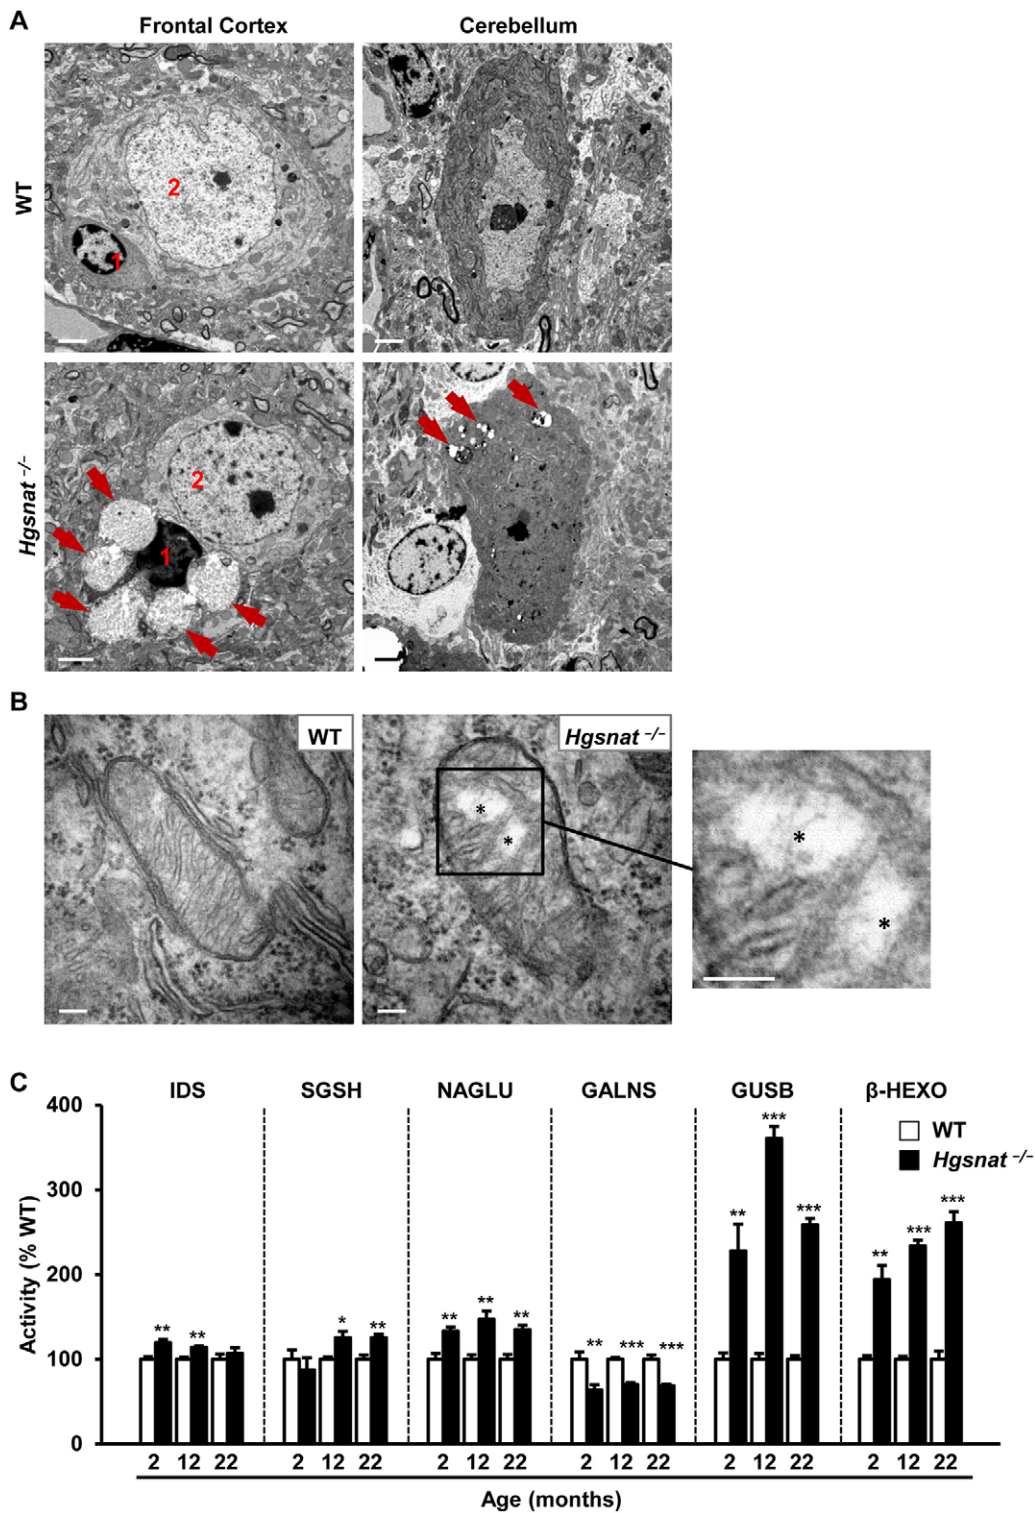 A
Frontal Cortex
Cerebellum
WT
2
1
Hgsnat –/–
2
1
B
WT
Hgsnat –/–
*
*
*
*
C
IDS
SGSH
NAGLU
GALNS
GUSB
β-HEXO
WT
Hgsnat –/–
Activity (% WT)
400
300
200
100
0
** **
* **
** ** **
** *** ***
** *** ***
** *** ***
2 12 22
2 12 22
2 12 22
2 12 22
2 12 22
2 12 22
Age (months)